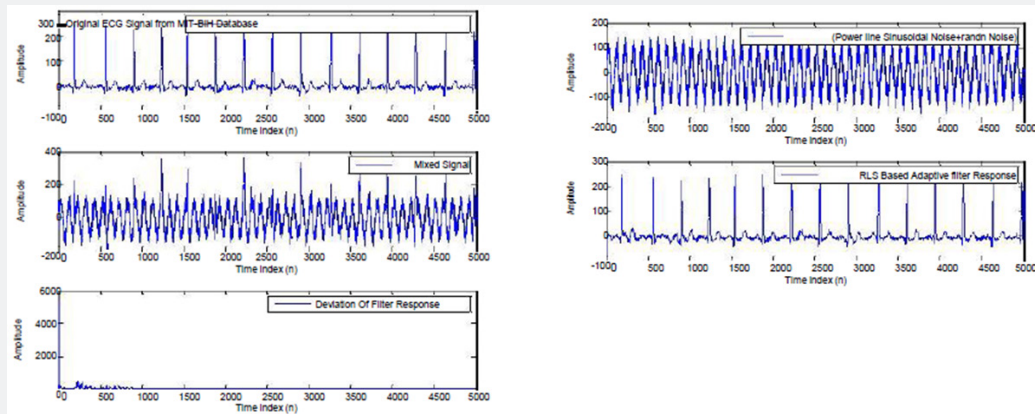 Original ECG Signal from MIT-BIH Database
300
200
100
0
-100
Amplitude
0 500 1000 1500 2000 2500 3000 3500 4000 4500 5000
Time Index (n)
(Power line Sinusoidal Noise+randn Noise)
200
100
0
-100
-200
Amplitude
0 500 1000 1500 2000 2500 3000 3500 4000 4500 5000
Time Index (n)
Mixed Signal
400
200
0
-200
Amplitude
0 500 1000 1500 2000 2500 3000 3500 4000 4500 5000
Time Index (n)
RLS Based Adaptive filter Response
300
200
100
0
-100
Amplitude
0 500 1000 1500 2000 2500 3000 3500 4000 4500 5000
Time Index (n)
Deviation Of Filter Response
6000
4000
2000
0
Amplitude
0 500 1000 1500 2000 2500 3000 3500 4000 4500 5000
Time Index (n)